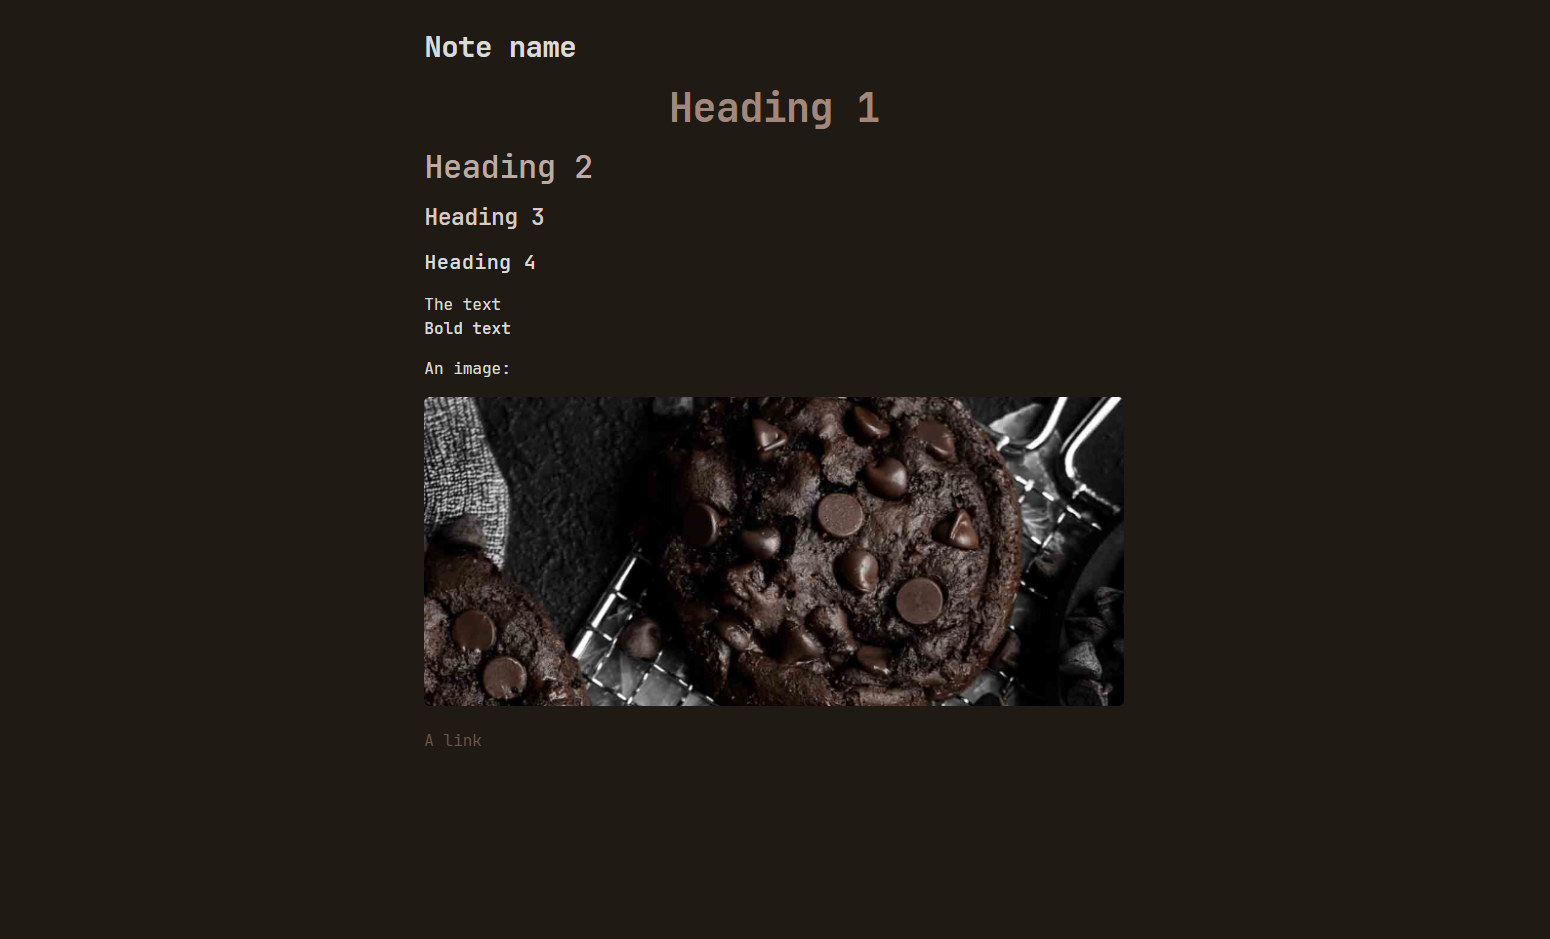 Note name
Heading 1
Heading 2
Heading 3
Heading 4
The text
Bold text
An image:
A link